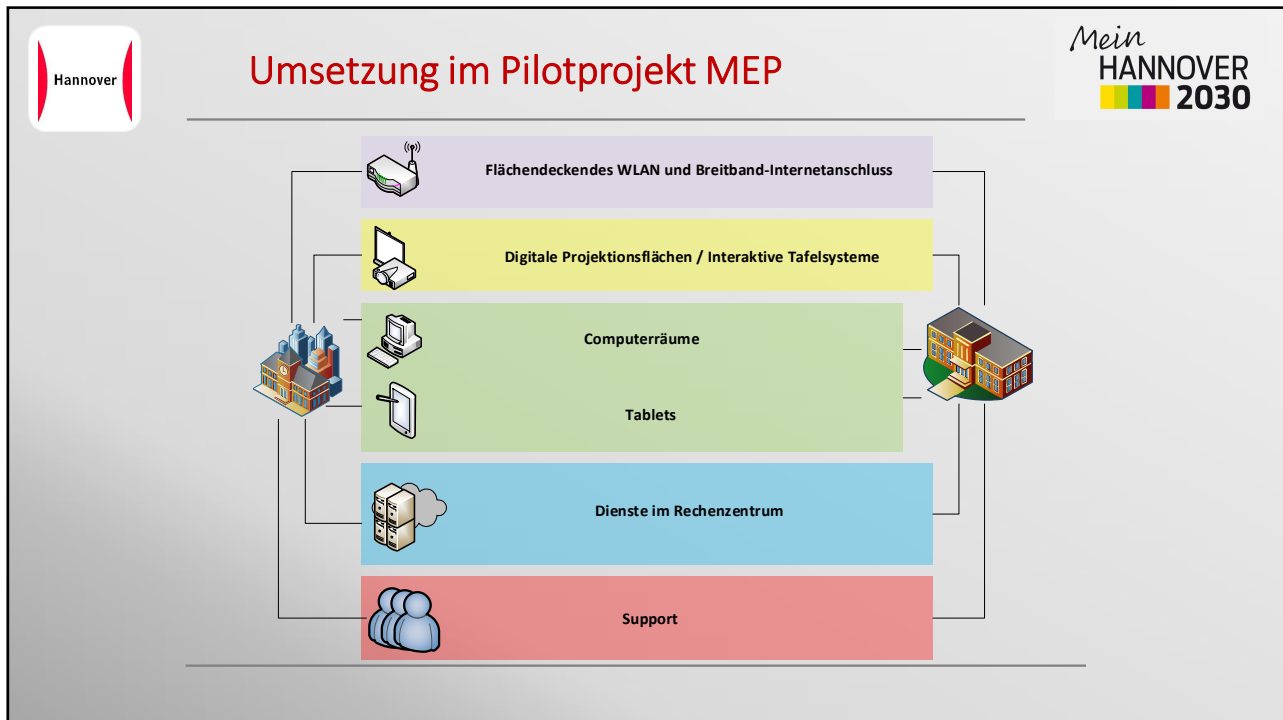 Hannover
Umsetzung im Pilotprojekt MEP
Mein
HANNOVER
2030
Flächendeckendes WLAN und Breitband-Internetanschluss
Digitale Projektionsflächen / Interaktive Tafelsysteme
Computerräume
Tablets
Dienste im Rechenzentrum
Support